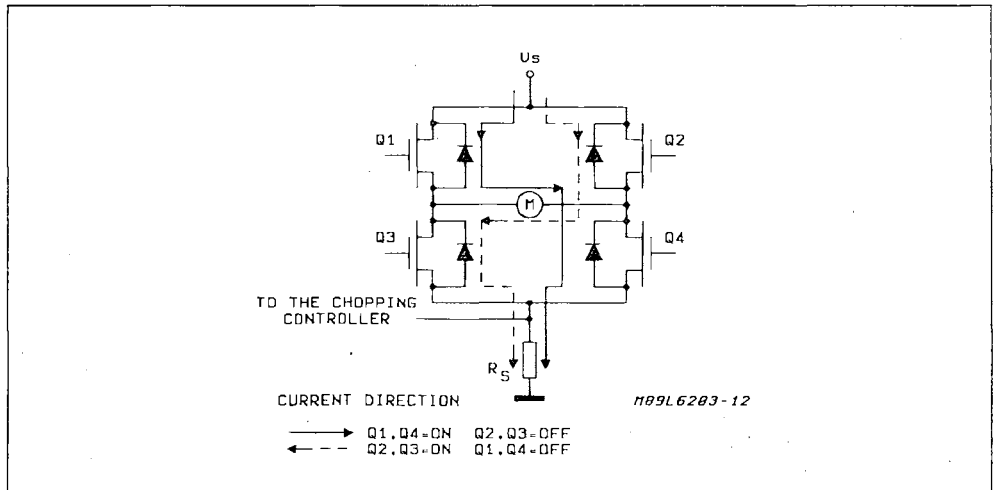 Us
Q1
Q2
M
Q3
Q4
TO THE CHOPPING
CONTROLLER
RS
CURRENT DIRECTION
M89L6203-12
Q1,Q4=ON Q2,Q3=OFF
Q2,Q3=ON Q1,Q4=OFF